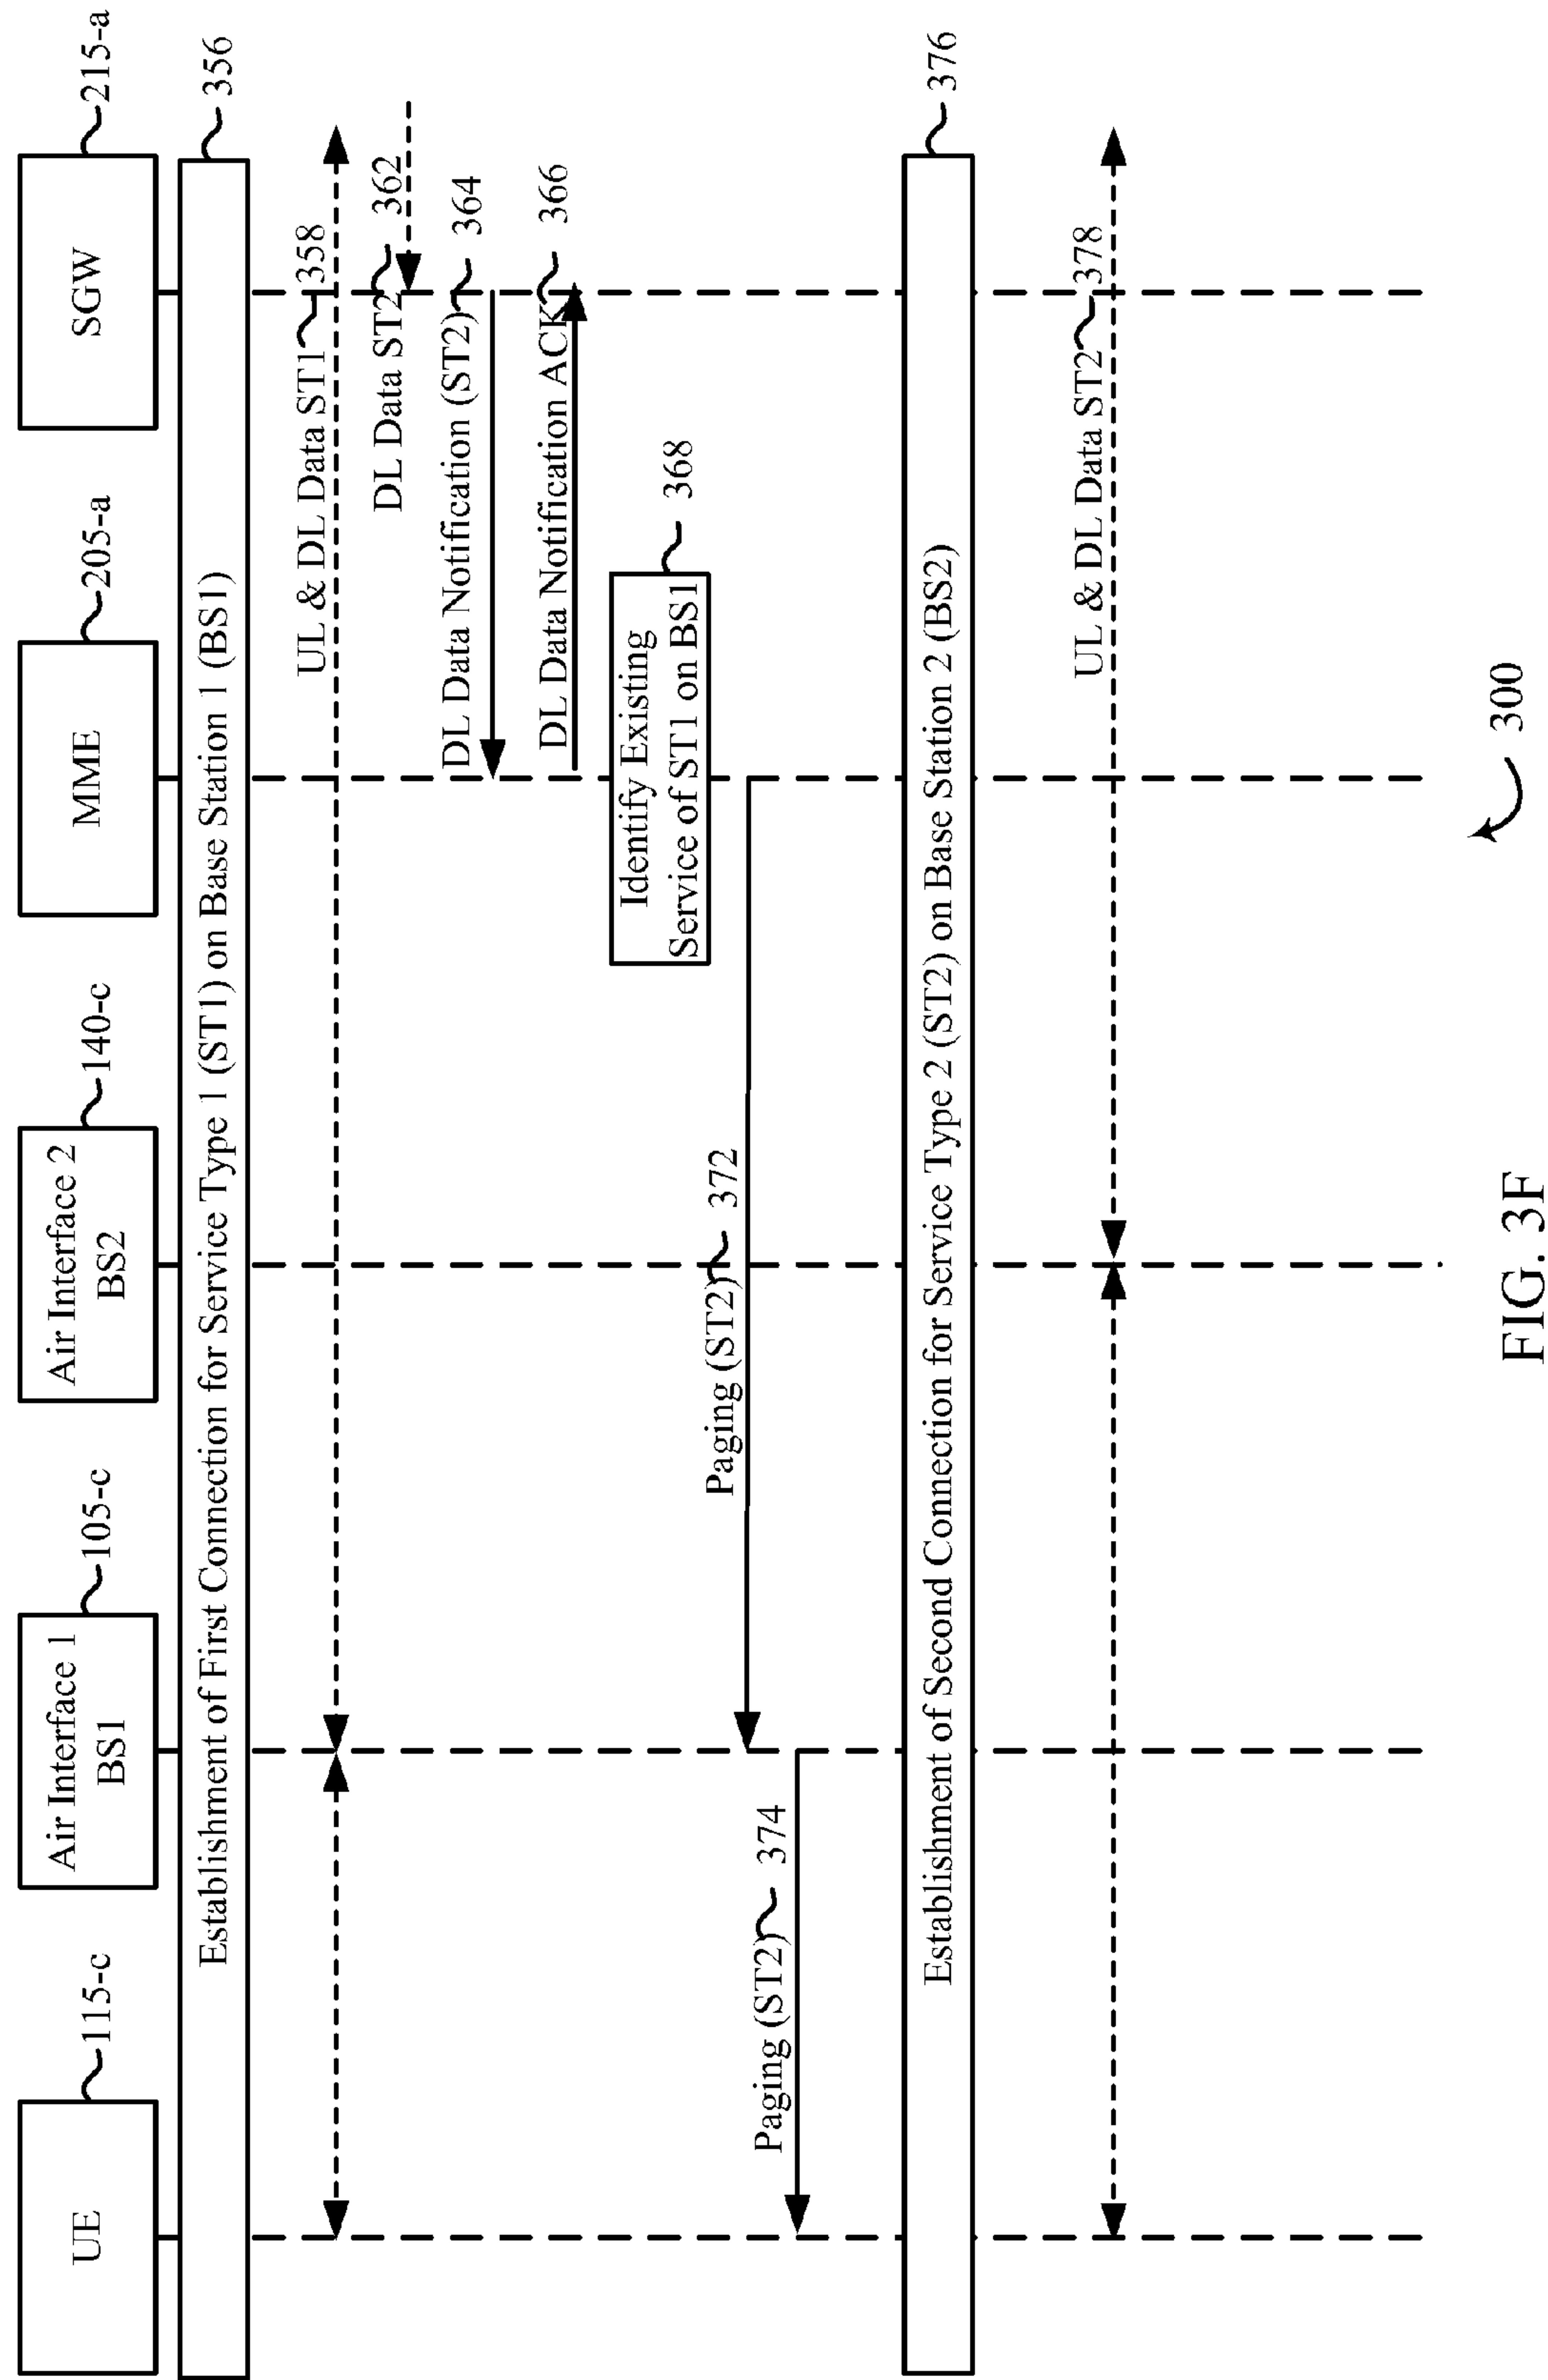 UE
115-c
Air Interface 1
BS1
105-c
Air Interface 2
BS2
140-c
MME
205-a
SGW
215-a
Establishment of First Connection for Service Type 1 (ST1) on Base Station 1 (BS1)
356
UL & DL Data ST1
358
DL Data ST2
362
DL Data Notification (ST2)
364
DL Data Notification ACK
366
Identify Existing
Service of ST1 on BS1
368
Paging (ST2)
372
Paging (ST2)
374
Establishment of Second Connection for Service Type 2 (ST2) on Base Station 2 (BS2)
376
UL & DL Data ST2
378
300
FIG. 3F